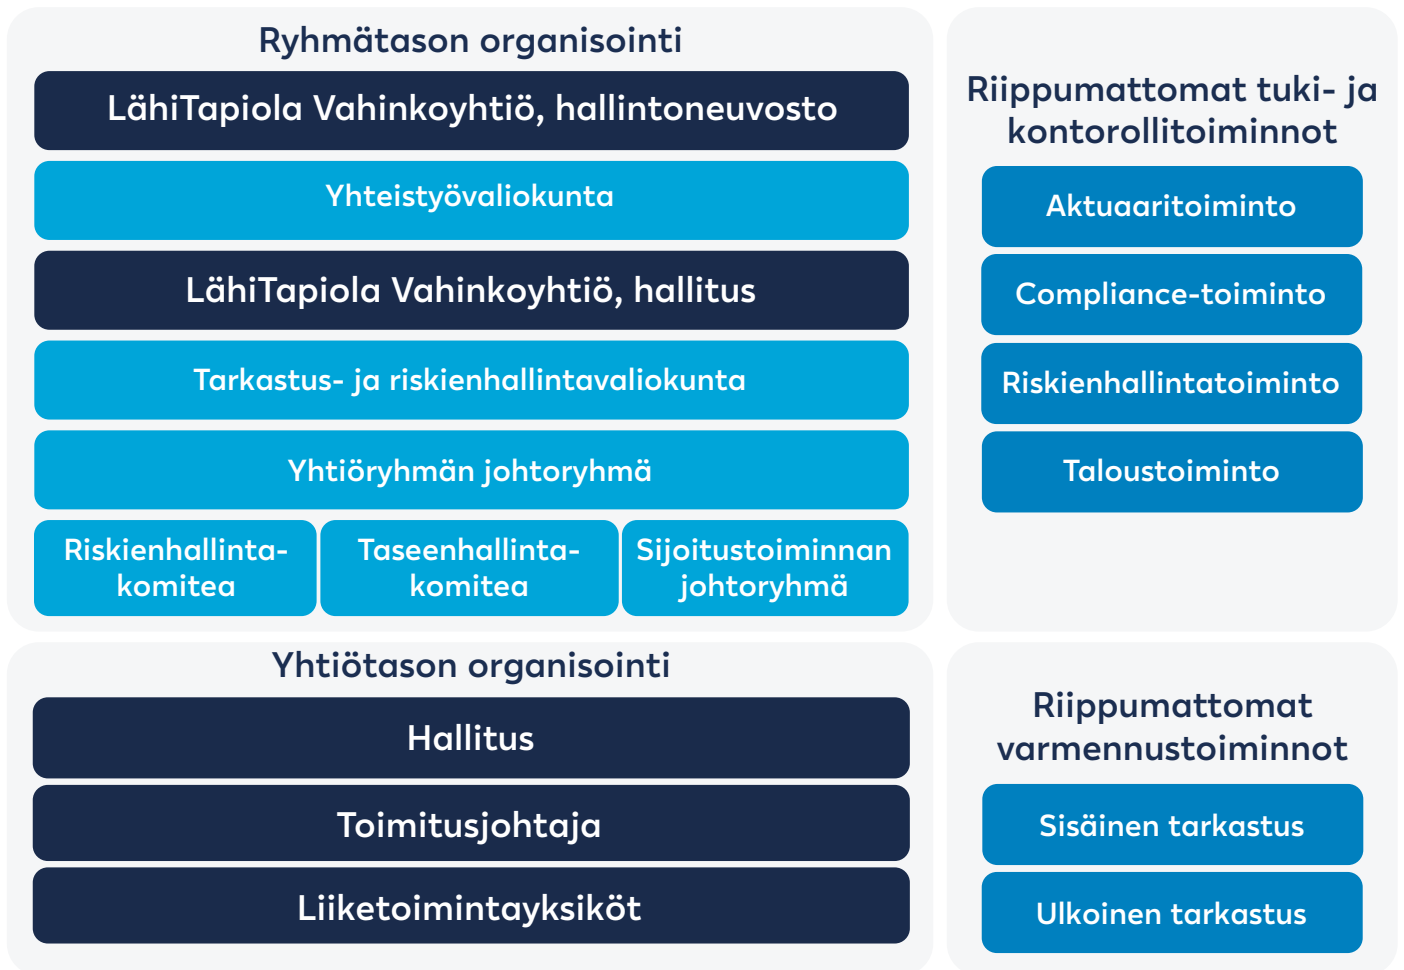 Ryhmätason organisointi
LähiTapiola Vahinkoyhtiö, hallintoneuvosto
Yhteistyövaliokunta
LähiTapiola Vahinkoyhtiö, hallitus
Tarkastus- ja riskienhallintavaliokunta
Yhtiöryhmän johtoryhmä
Riskienhallinta-
komitea
Taseenhallinta-
komitea
Sijoitustoiminnan
johtoryhmä
Riippumattomat tuki- ja
kontorollitoiminnot
Aktuaaritoiminto
Compliance-toiminto
Riskienhallintatoiminto
Taloustoiminto
Yhtiötason organisointi
Hallitus
Toimitusjohtaja
Liiketoimintayksiköt
Riippumattomat
varmennustoiminnot
Sisäinen tarkastus
Ulkoinen tarkastus